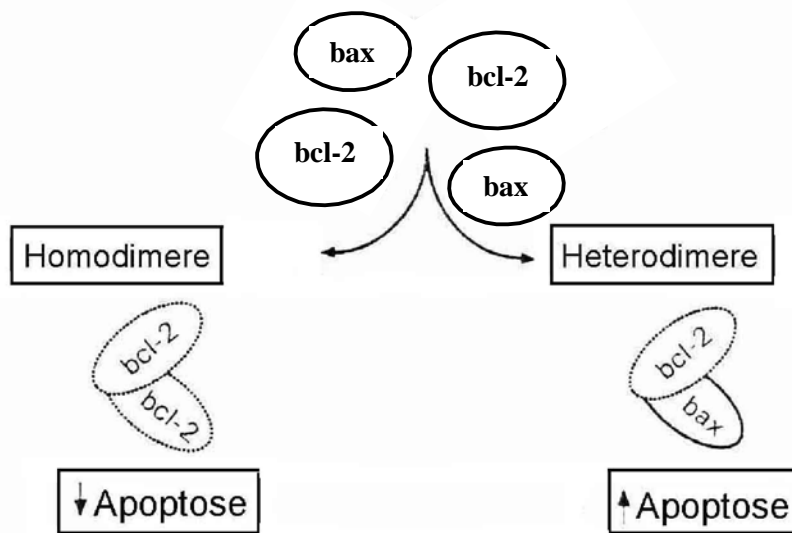 bax
bcl-2
bcl-2
bax
Homodimere
Heterodimere
bcl-2
bcl-2
bcl-2
bax
↓ Apoptose
↑ Apoptose